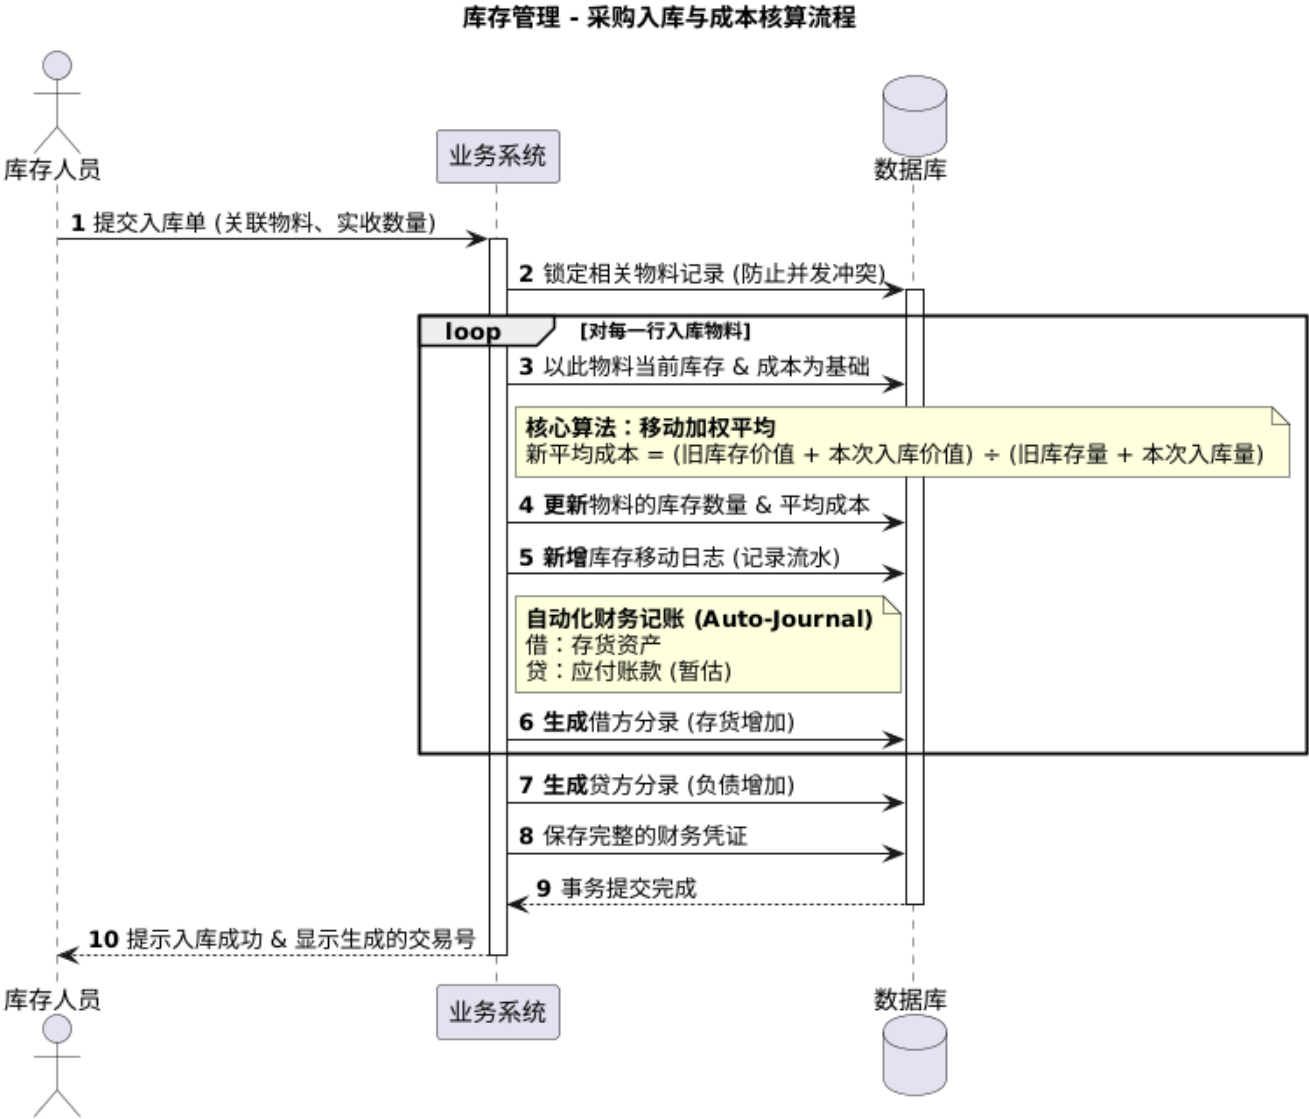 库存管理 - 采购入库与成本核算流程
库存人员
业务系统
数据库
1 提交入库单 (关联物料、实收数量)
2 锁定相关物料记录 (防止并发冲突)
loop
[对每一行入库物料]
3 以此物料当前库存 & 成本为基础
核心算法：移动加权平均
新平均成本 = (旧库存价值 + 本次入库价值) ÷ (旧库存量 + 本次入库量)
4 更新物料的库存数量 & 平均成本
5 新增库存移动日志 (记录流水)
自动化财务记账 (Auto-Journal)
借：存货资产
贷：应付账款 (暂估)
6 生成借方分录 (存货增加)
7 生成贷方分录 (负债增加)
8 保存完整的财务凭证
9 事务提交完成
10 提示入库成功 & 显示生成的交易号
库存人员
业务系统
数据库